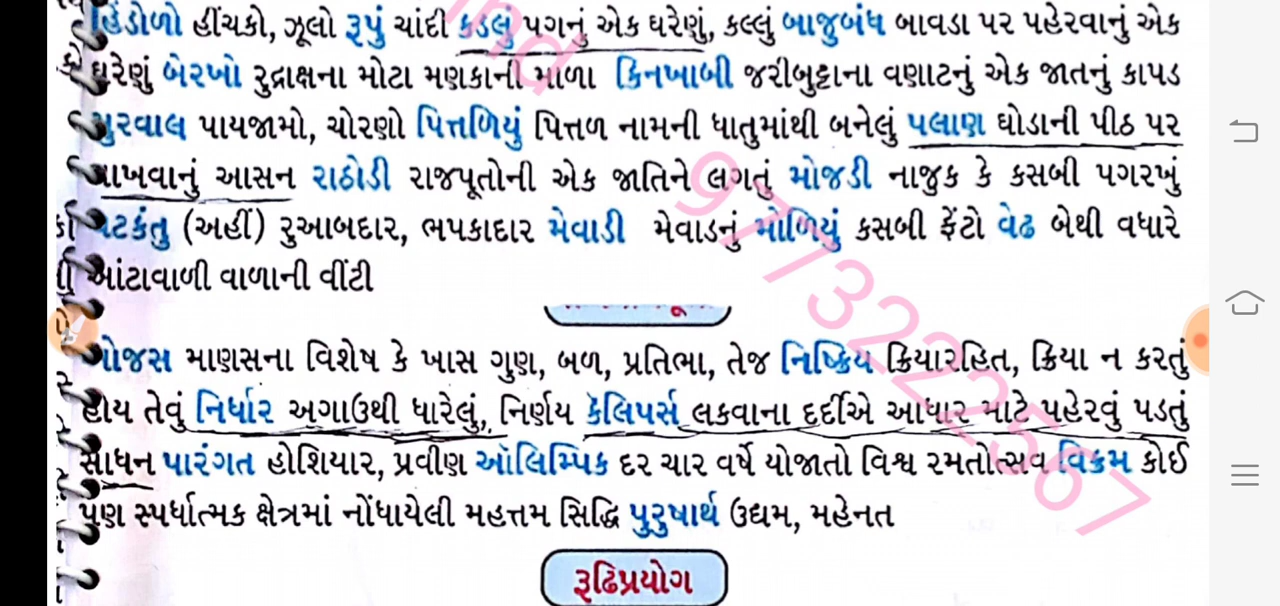 હિંડોળો હીંચકો, ઝૂલો રૂપું ચાંદી કડલું પગનું એક ઘરેણું, કલ્લું બાજુબંધ બાવડા પર પહેરવાનું એક
ઘરેણું બેરખો રુદ્રાક્ષના મોટા મણકાની માળા કિનખાબી જરીબુટ્ટાના વણાટનું એક જાતનું કાપડ
સુરવાલ પાયજામો, ચોરણો પિત્તળિયું પિત્તળ નામની ધાતુમાંથી બનેલું પલાણ ઘોડાની પીઠ પર
નાખવાનું આસન રાઠોડી રાજપૂતોની એક જાતિને લગતું મોજડી નાજુક કે કસબી પગરખું
(અહીં) રુઆબદાર, ભપકાદાર મેવાડી મેવાડનું મોળિયું કસબી ફેંટો વેઢ બેથી વધારે
આંટાવાળી વાળાની વીંટી
ઓજસ માણસના વિશેષ કે ખાસ ગુણ, બળ, પ્રતિભા, તેજ નિષ્ક્રિય ક્રિયારહિત, ક્રિયા ન કરતું
હોય તેવું નિર્ધાર અગાઉથી ધારેલું, નિર્ણય કૅલિપર્સ લકવાના દર્દીએ આધાર માટે પહેરવું પડતું
સાધન પારંગત હોશિયાર, પ્રવીણ ઑલિમ્પિક દર ચાર વર્ષે યોજાતો વિશ્વ રમતોત્સવ વિક્રમ કોઈ
પણ સ્પર્ધાત્મક ક્ષેત્રમાં નોંધાયેલી મહત્તમ સિદ્ધિ પુરુષાર્થ ઉદ્યમ, મહેનત
રૂઢિપ્રયોગ
9773222567